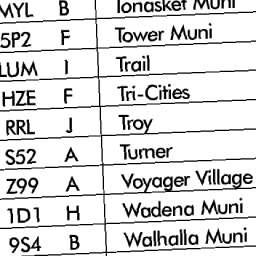 MYL B Tonasket Muni
5P2 F Tower Muni
LUM I Trail
HZE F Tri-Cities
RRL J Troy
S52 A Turner
Z99 A Voyager Village
1D1 H Wadena Muni
9S4 B Walhalla Muni